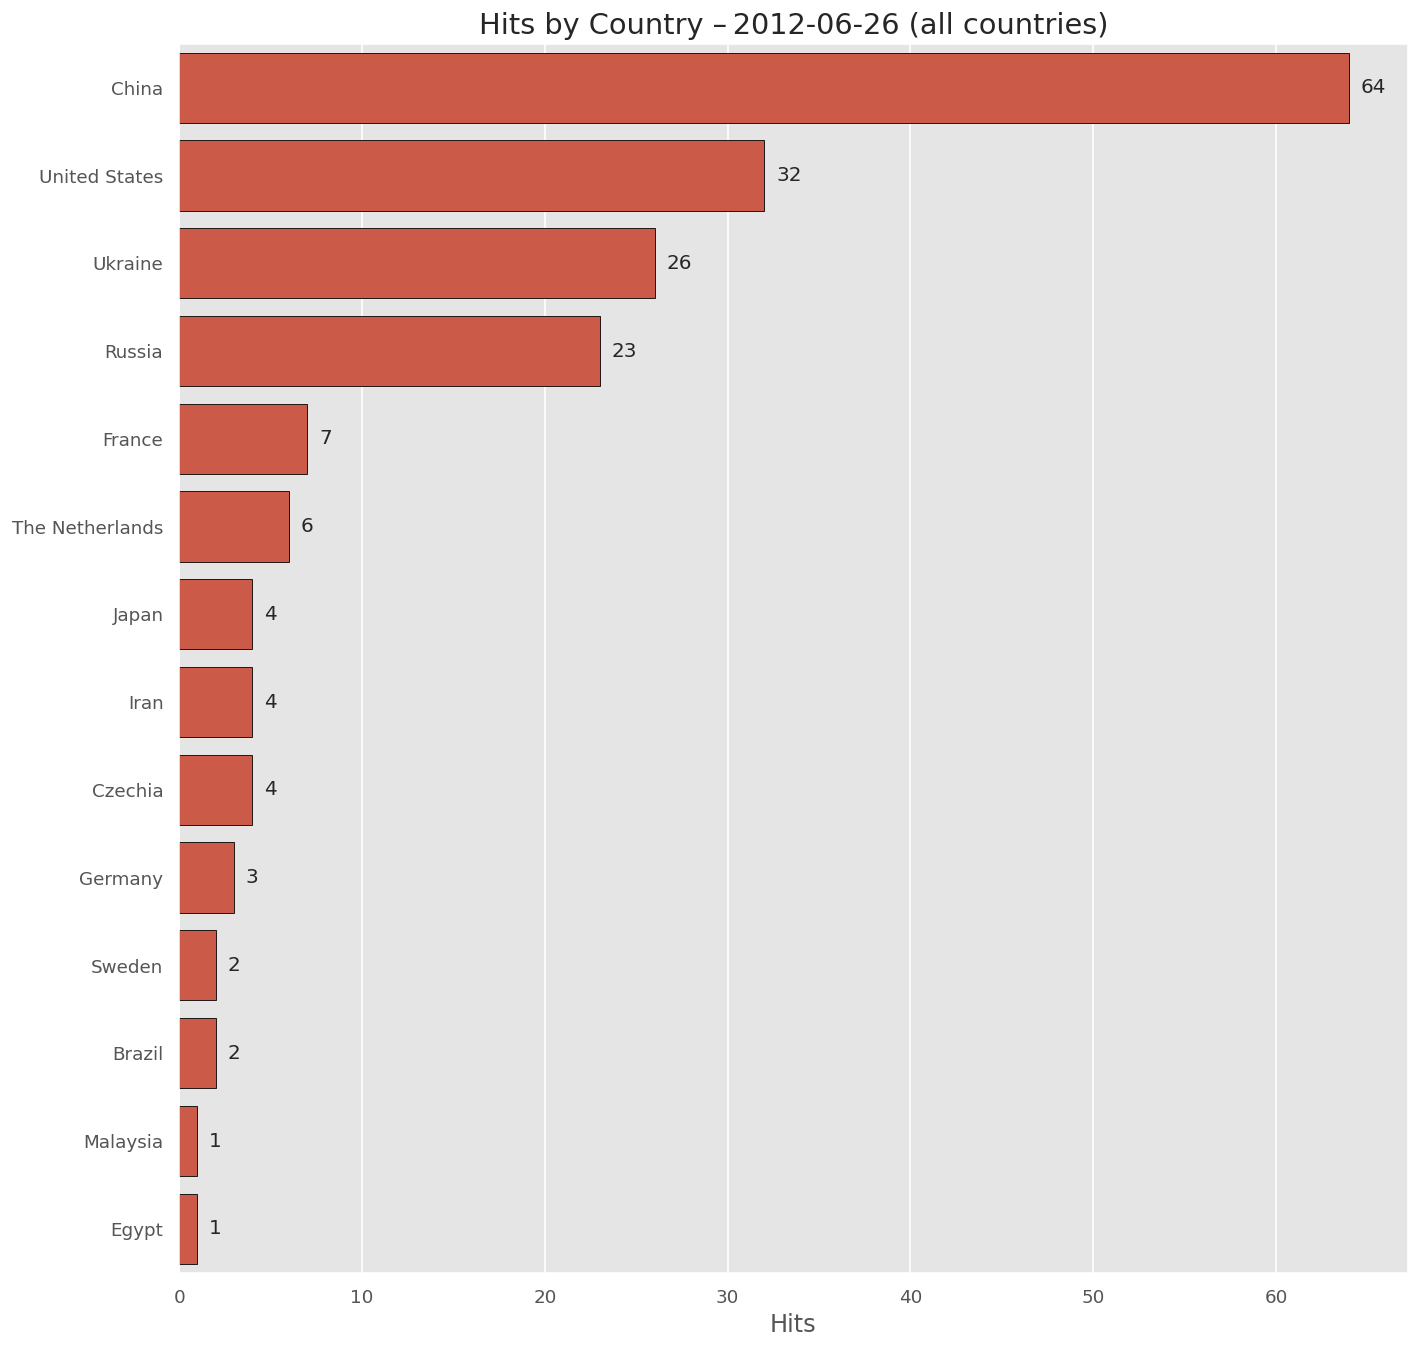 Hits by Country – 2012-06-26 (all countries)
China 64
United States 32
Ukraine 26
Russia 23
France 7
The Netherlands 6
Japan 4
Iran 4
Czechia 4
Germany 3
Sweden 2
Brazil 2
Malaysia 1
Egypt 1
0 10 20 30 40 50 60
Hits